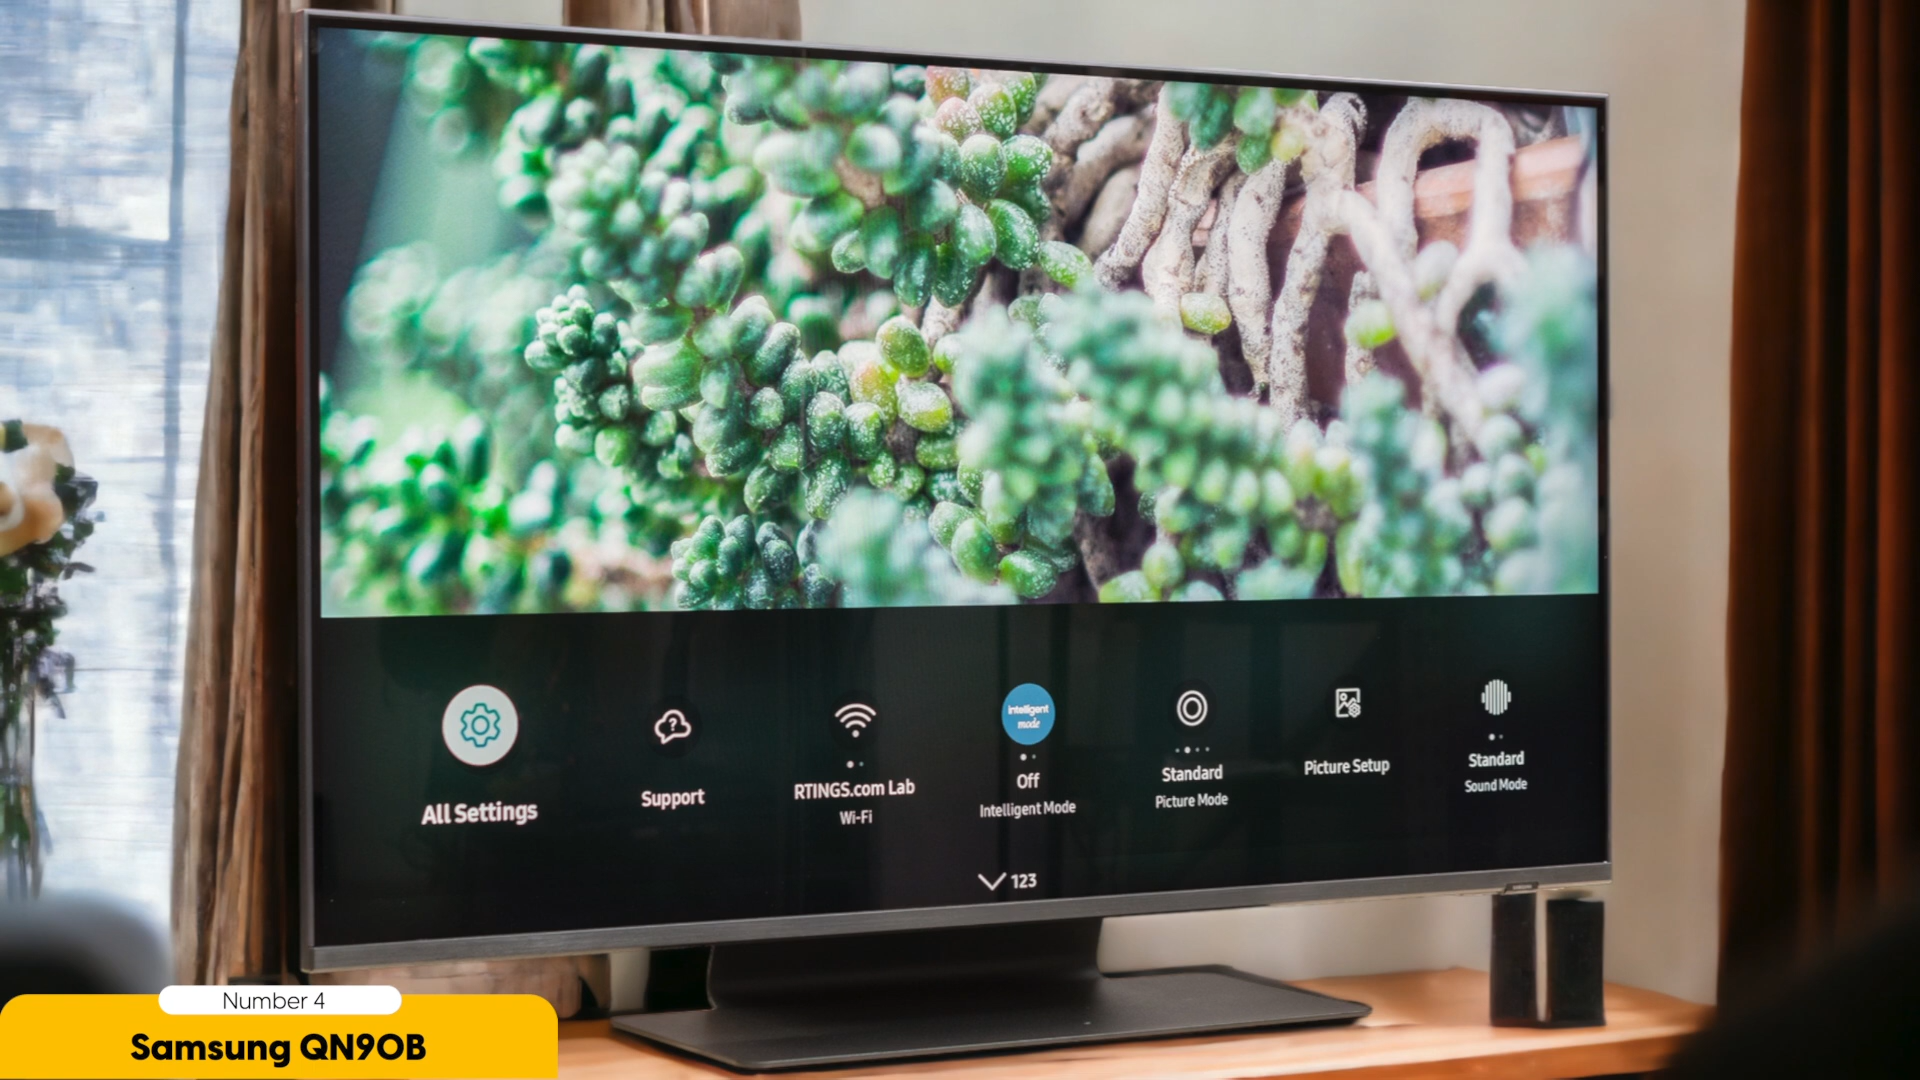 intelligent
mode
All Settings
Support
RTINGS.com Lab
Wi-Fi
Off
Intelligent Mode
Standard
Picture Mode
Picture Setup
Standard
Sound Mode
123
SAMSUNG
Number 4
Samsung QN90B